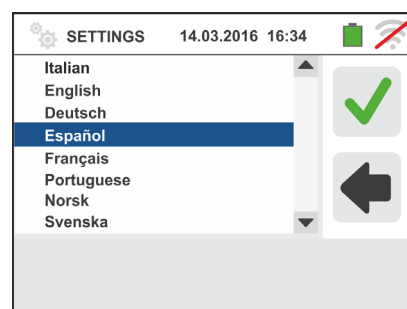 SETTINGS 14.03.2016 16:34
Italian
English
Deutsch
Español
Français
Portuguese
Norsk
Svenska